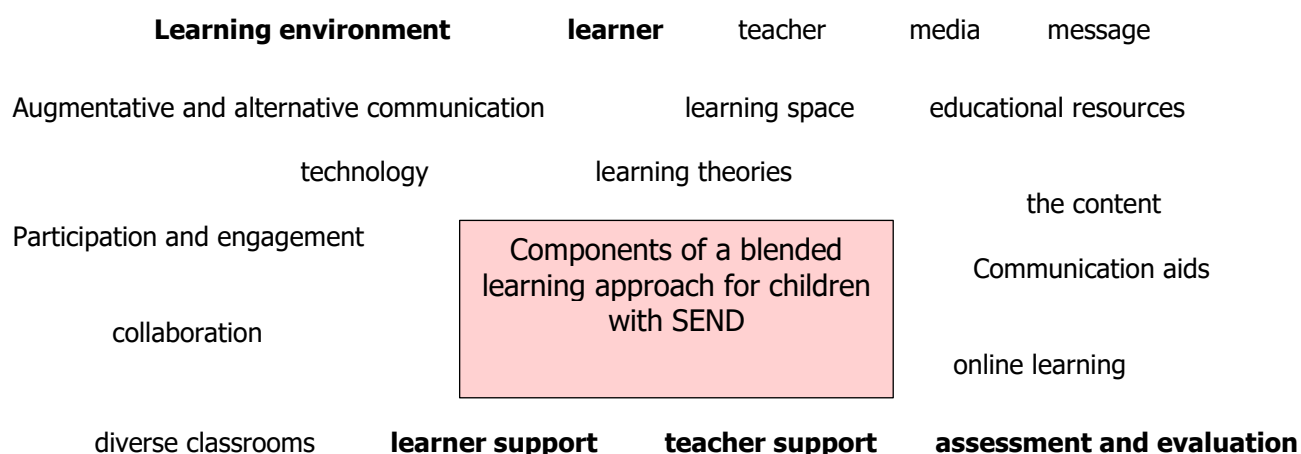 Learning environment learner teacher media message
Augmentative and alternative communication learning space educational resources
technology learning theories
the content
Participation and engagement
Components of a blended
learning approach for children
with SEND
Communication aids
collaboration
online learning
diverse classrooms learner support teacher support assessment and evaluation